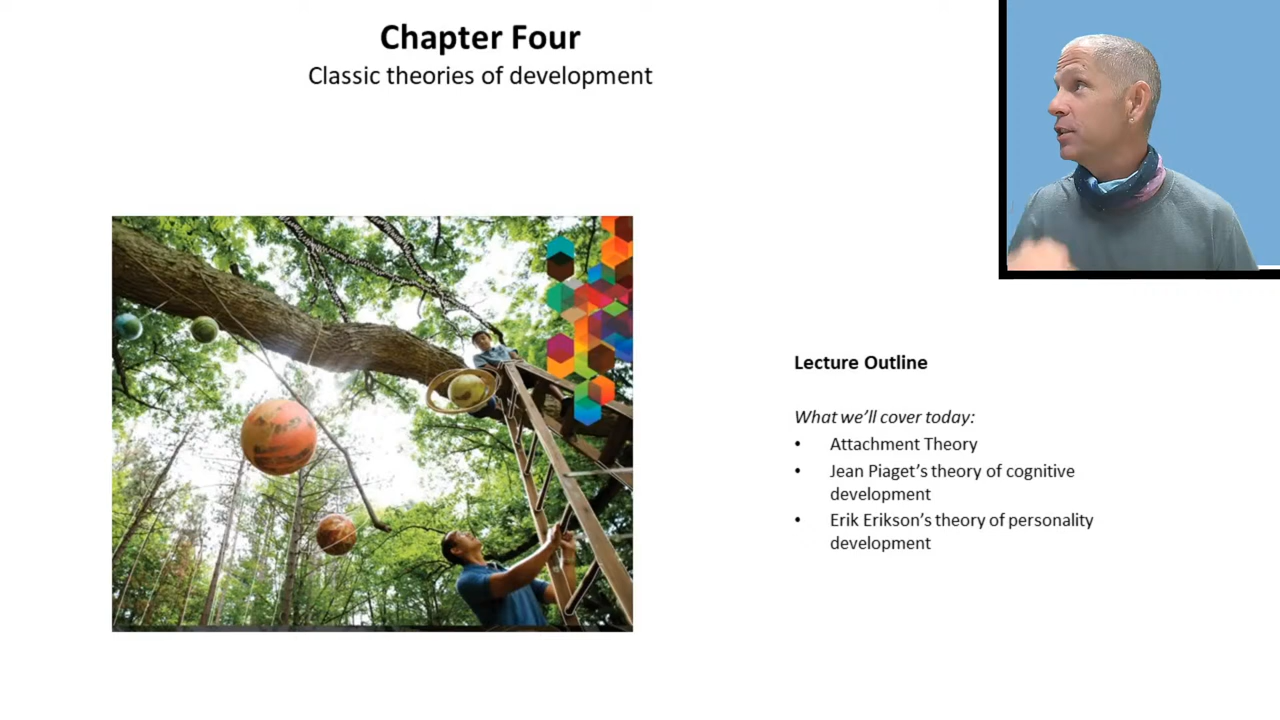 Chapter Four
Classic theories of development
Lecture Outline
What we’ll cover today:
• Attachment Theory
• Jean Piaget’s theory of cognitive
development
• Erik Erikson’s theory of personality
development